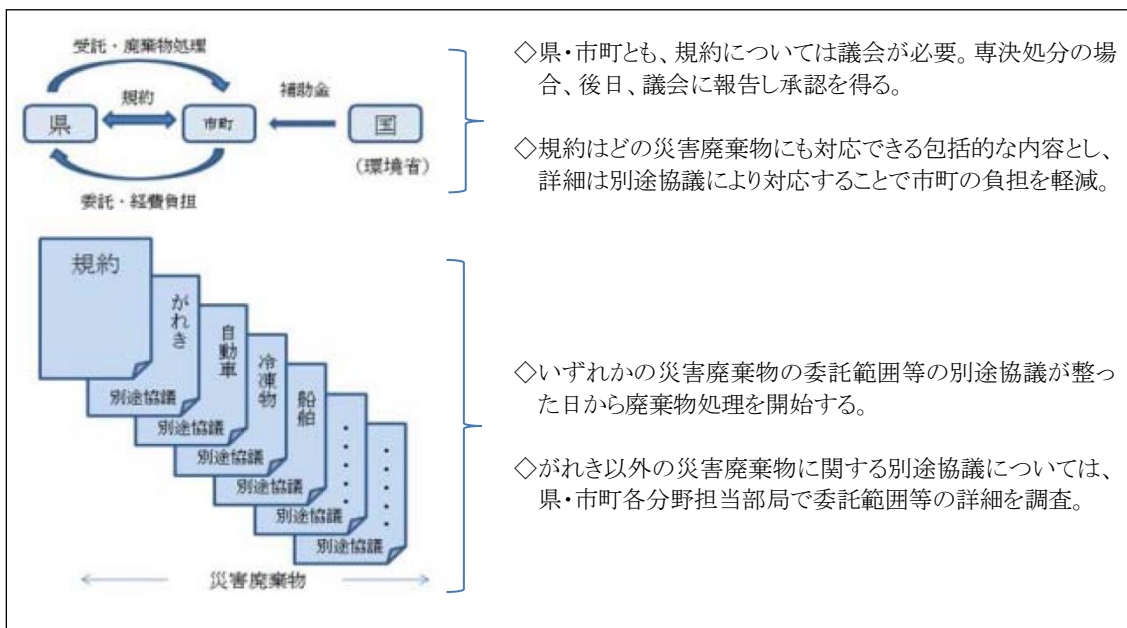 受託・廃棄物処理
規約
補助金
県
市町
国
(環境省)
委託・経費負担
◇県・市町とも、規約については議会が必要。専決処分の場
合、後日、議会に報告し承認を得る。
◇規約はどの災害廃棄物にも対応できる包括的な内容とし、
詳細は別途協議により対応することで市町の負担を軽減。
規約
がれき
自動車
冷凍物
船舶
・・・・・
・・・・・
別途協議
別途協議
別途協議
別途協議
別途協議
別途協議
災害廃棄物
◇いずれかの災害廃棄物の委託範囲等の別途協議が整っ
た日から廃棄物処理を開始する。
◇がれき以外の災害廃棄物に関する別途協議については、
県・市町各分野担当部局で委託範囲等の詳細を調査。